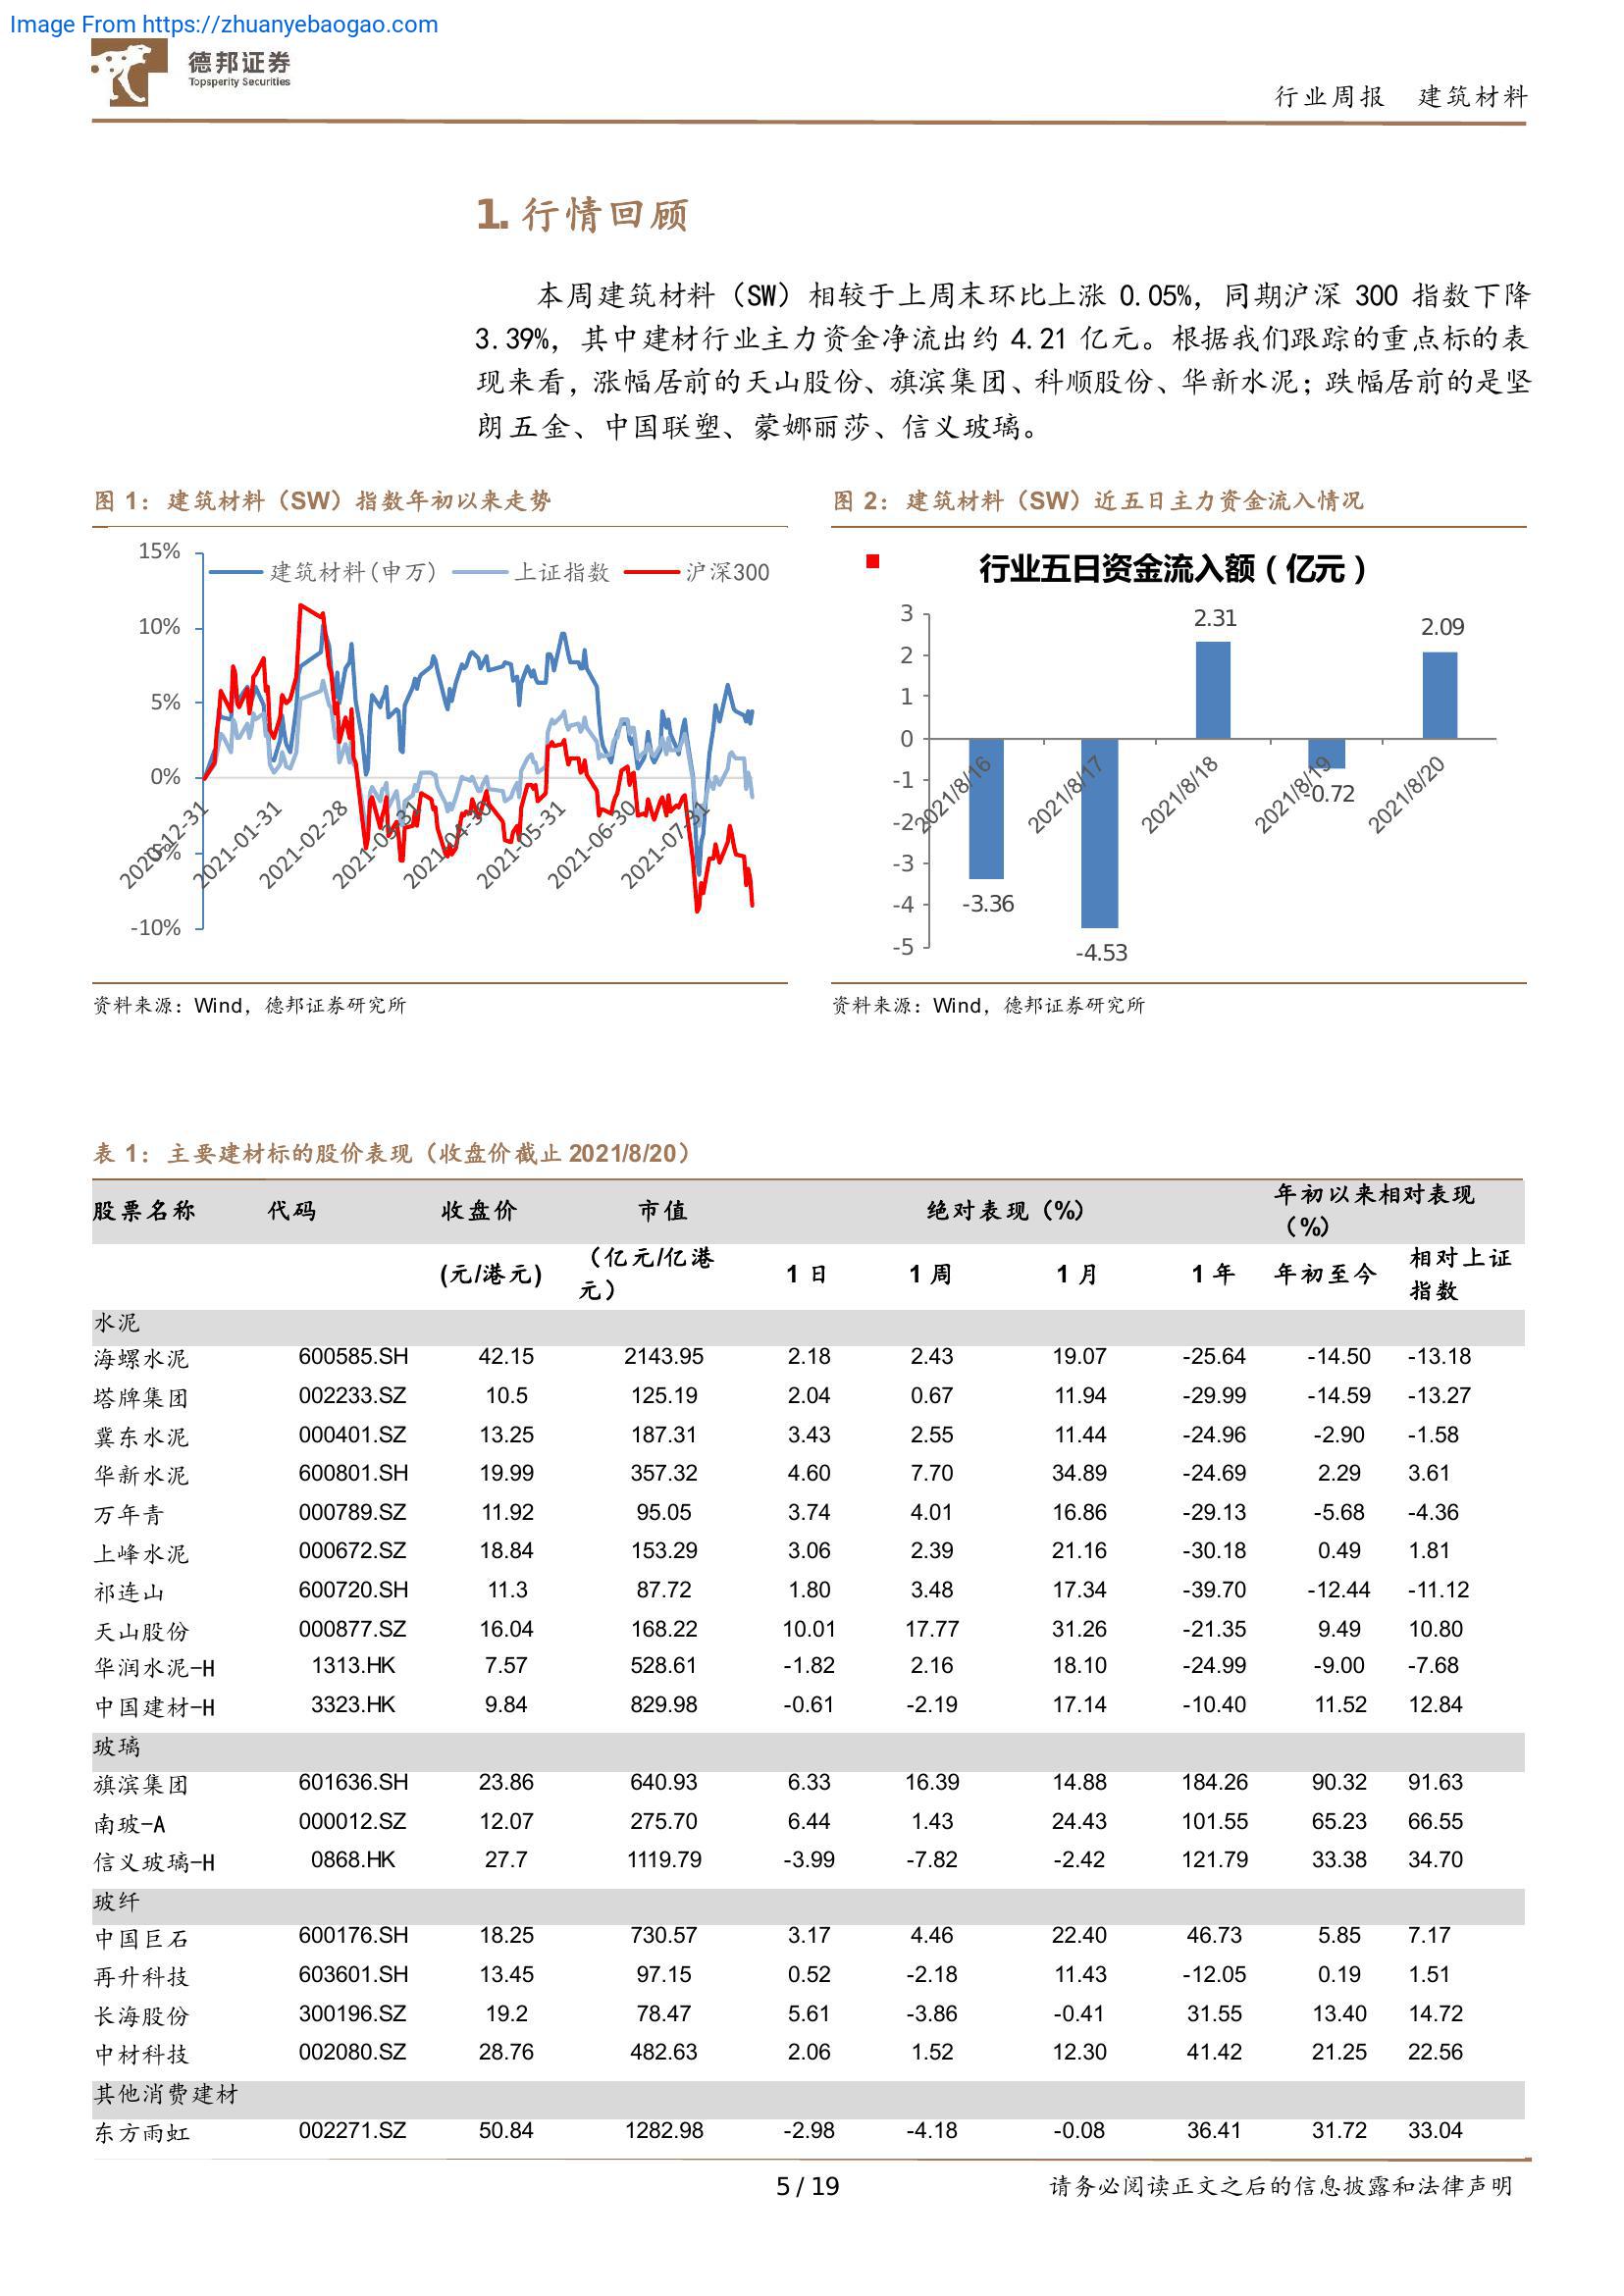 Image From https://zhuanyebaogao.com
德邦证券
Topsperity Securities
行业周报 建筑材料
1. 行情回顾
本周建筑材料（SW）相较于上周末环比上涨 0.05%，同期沪深 300 指数下降
3.39%，其中建材行业主力资金净流出约 4.21 亿元。根据我们跟踪的重点标的表
现来看，涨幅居前的天山股份、旗滨集团、科顺股份、华新水泥；跌幅居前的是坚
朗五金、中国联塑、蒙娜丽莎、信义玻璃。
图 1：建筑材料（SW）指数年初以来走势
15%
建筑材料(申万) 上证指数 沪深300
10%
5%
0%
-5%
-10%
2020-12-31 2021-01-31 2021-02-28 2021-03-31 2021-04-30 2021-05-31 2021-06-30 2021-07-31
资料来源：Wind，德邦证券研究所
图 2：建筑材料（SW）近五日主力资金流入情况
行业五日资金流入额（亿元）
3
2
1
0
-1
-2
-3
-4
-5
-3.36 -4.53 2.31 -0.72 2.09
2021/8/16 2021/8/17 2021/8/18 2021/8/19 2021/8/20
资料来源：Wind，德邦证券研究所
表 1：主要建材标的股价表现（收盘价截止 2021/8/20）
股票名称 代码 收盘价 市值 绝对表现（%） 年初以来相对表现
（%）
(元/港元) （亿元/亿港
元） 1 日 1 周 1 月 1 年 年初至今 相对上证
指数
水泥
海螺水泥 600585.SH 42.15 2143.95 2.18 2.43 19.07 -25.64 -14.50 -13.18
塔牌集团 002233.SZ 10.5 125.19 2.04 0.67 11.94 -29.99 -14.59 -13.27
冀东水泥 000401.SZ 13.25 187.31 3.43 2.55 11.44 -24.96 -2.90 -1.58
华新水泥 600801.SH 19.99 357.32 4.60 7.70 34.89 -24.69 2.29 3.61
万年青 000789.SZ 11.92 95.05 3.74 4.01 16.86 -29.13 -5.68 -4.36
上峰水泥 000672.SZ 18.84 153.29 3.06 2.39 21.16 -30.18 0.49 1.81
祁连山 600720.SH 11.3 87.72 1.80 3.48 17.34 -39.70 -12.44 -11.12
天山股份 000877.SZ 16.04 168.22 10.01 17.77 31.26 -21.35 9.49 10.80
华润水泥-H 1313.HK 7.57 528.61 -1.82 2.16 18.10 -24.99 -9.00 -7.68
中国建材-H 3323.HK 9.84 829.98 -0.61 -2.19 17.14 -10.40 11.52 12.84
玻璃
旗滨集团 601636.SH 23.86 640.93 6.33 16.39 14.88 184.26 90.32 91.63
南玻-A 000012.SZ 12.07 275.70 6.44 1.43 24.43 101.55 65.23 66.55
信义玻璃-H 0868.HK 27.7 1119.79 -3.99 -7.82 -2.42 121.79 33.38 34.70
玻纤
中国巨石 600176.SH 18.25 730.57 3.17 4.46 22.40 46.73 5.85 7.17
再升科技 603601.SH 13.45 97.15 0.52 -2.18 11.43 -12.05 0.19 1.51
长海股份 300196.SZ 19.2 78.47 5.61 -3.86 -0.41 31.55 13.40 14.72
中材科技 002080.SZ 28.76 482.63 2.06 1.52 12.30 41.42 21.25 22.56
其他消费建材
东方雨虹 002271.SZ 50.84 1282.98 -2.98 -4.18 -0.08 36.41 31.72 33.04
5 / 19
请务必阅读正文之后的信息披露和法律声明